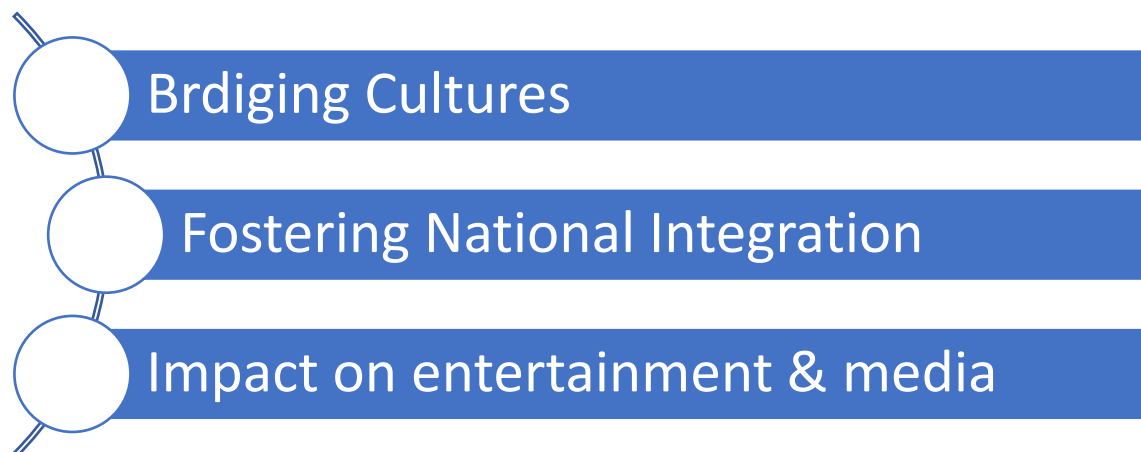 Brdiging Cultures
Fostering National Integration
Impact on entertainment & media